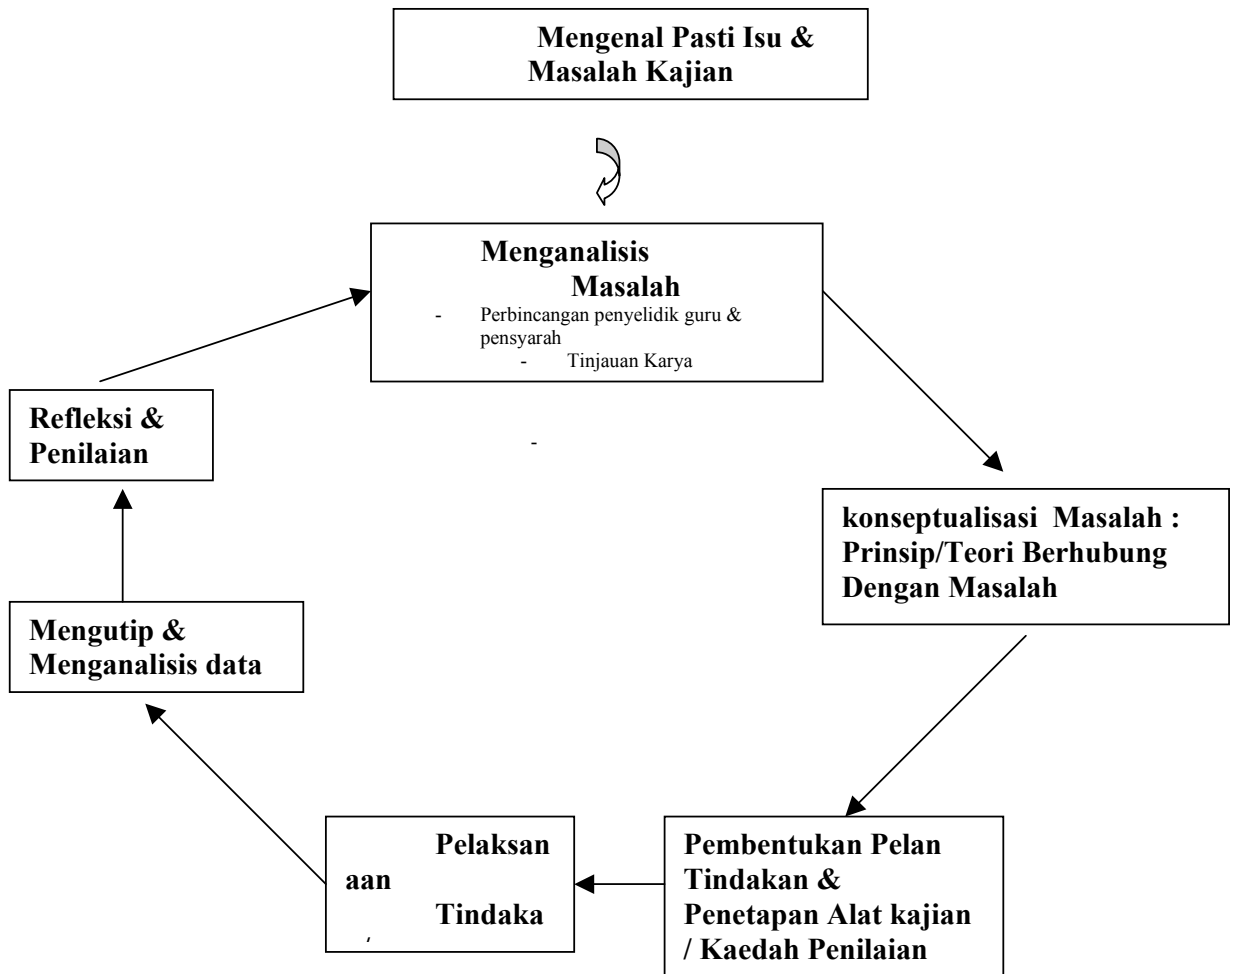 Mengenal Pasti Isu &
Masalah Kajian
Menganalisis
Masalah
- Perbincangan penyelidik guru &
pensyarah
- Tinjauan Karya
-
Refleksi &
Penilaian
konseptualisasi Masalah :
Prinsip/Teori Berhubung
Dengan Masalah
Mengutip &
Menganalisis data
Pelaksan
aan
Tindaka
Pembentukan Pelan
Tindakan &
Penetapan Alat kajian
/ Kaedah Penilaian